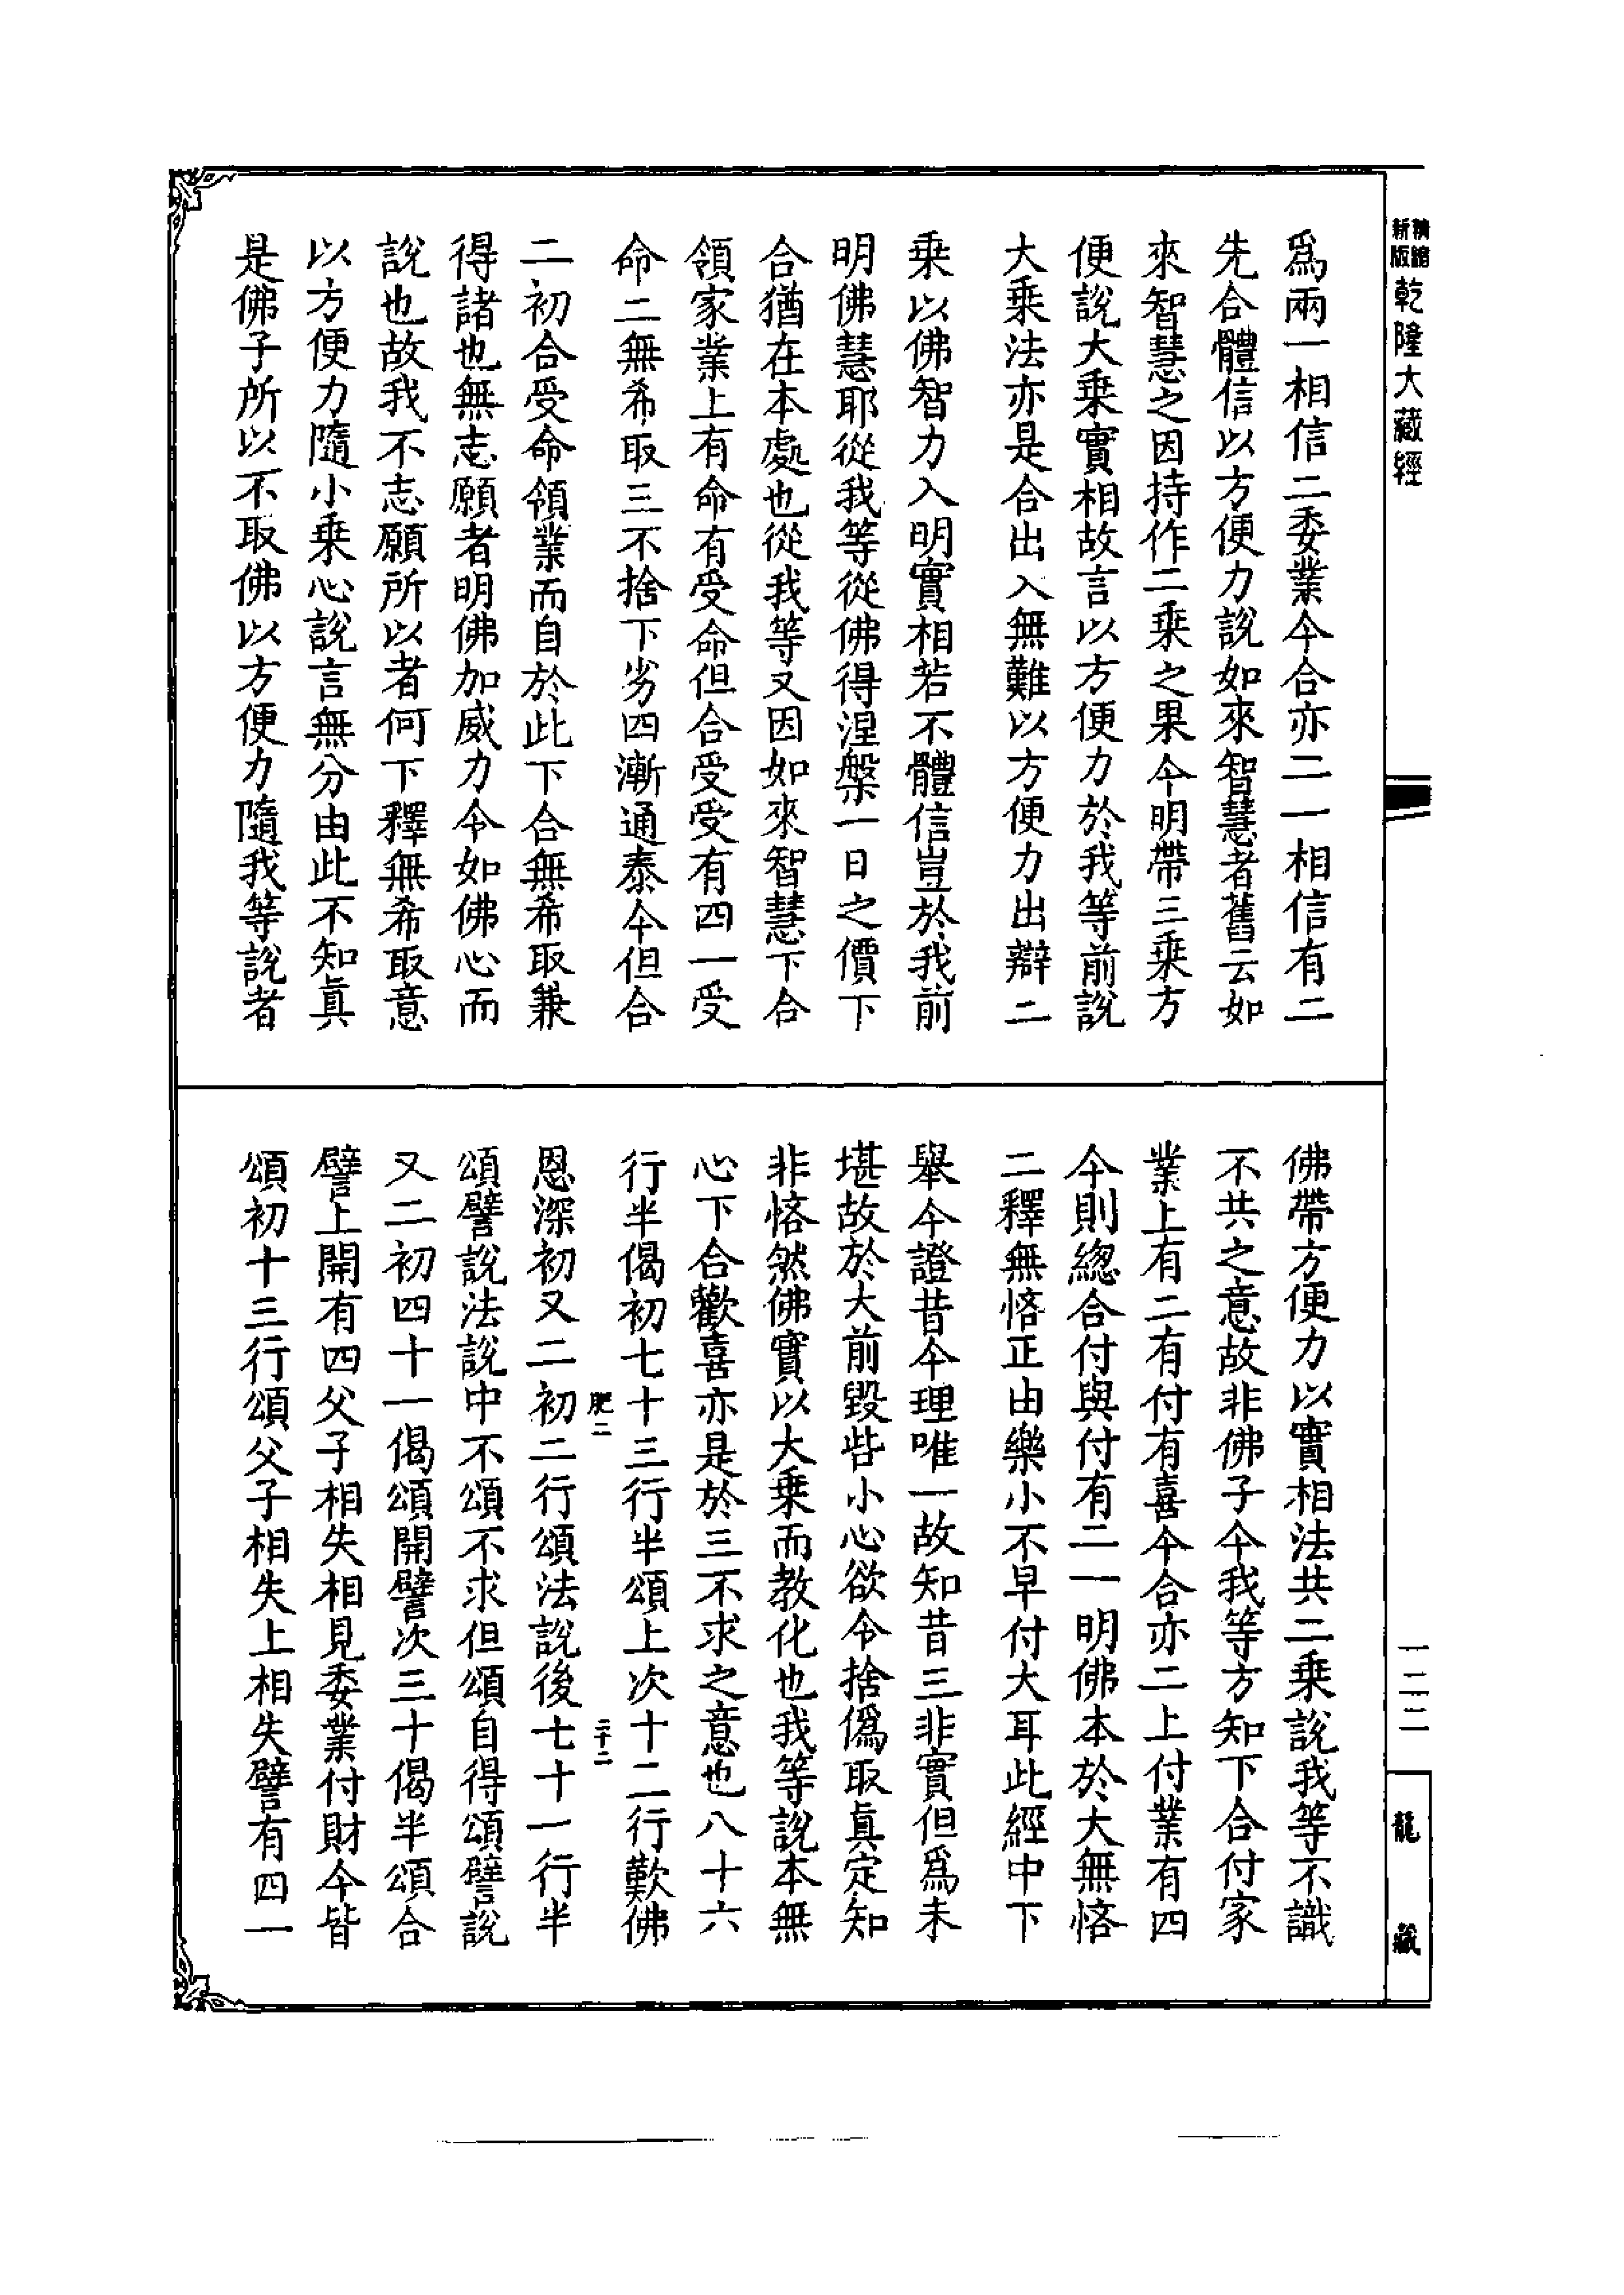 精縮
新版
乾隆大藏經
爲兩一相信二委業今合亦二一相信有二
先合體信以方便力說如來智慧者舊云如
來智慧之因持作二乘之果今明帶三乘方
便說大乘實相故言以方便力於我等前說
大乘法亦是合出入無難以方便力出辯二
乘以佛智力入明實相若不體信豈於我前
明佛慧耶從我等從佛得涅槃一日之價下
合猶在本處也從我等又因如來智慧下合
領家業上有命有受命但合受受有四一受
命二無希取三不捨下劣四漸通泰今但合
二初合受命領業而自於此下合無希取兼
得諸也無志願者明佛加威力今如佛心而
說也故我不志願所以者何下釋無希取意
以方便力隨小乘心說言無分由此不知眞
是佛子所以不取佛以方便力隨我等說者
佛帶方便力以實相法共二乘說我等不識
不共之意故非佛子今我等方知下合付家
業上有二有付有喜今合亦二上付業有四
今則總合付與付有二一明佛本於大無悋
二釋無悋正由樂小不早付大耳此經中下
舉今證昔今理唯一故知昔三非實但爲未
堪故於大前毀呰小心欲令捨僞取眞定知
非悋然佛實以大乘而教化也我等說本無
心下合歡喜亦是於三不求之意也八十六
行半偈初七十三行半頌上次十二行歎佛
肥二
二十二
恩深初又二初二行頌法說後七十一行半
頌譬說法說中不頌不求但頌自得頌譬說
又二初四十一偈頌開譬次三十偈半頌合
譬上開有四父子相失相見委業付財今皆
頌初十三行頌父子相失上相失譬有四一
一二二
龍藏